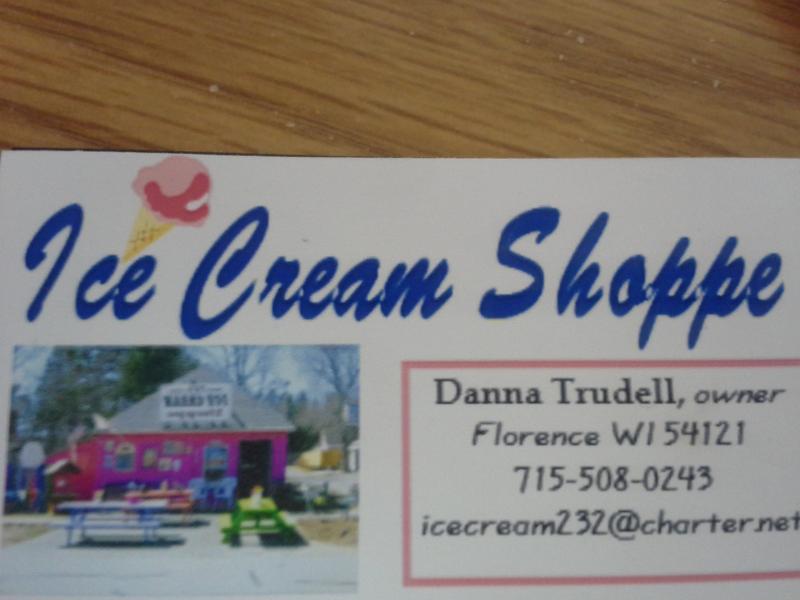 Ice Cream Shoppe
Danna Trudell, owner
Florence WI 54121
715-508-0243
icecream232@charter.net